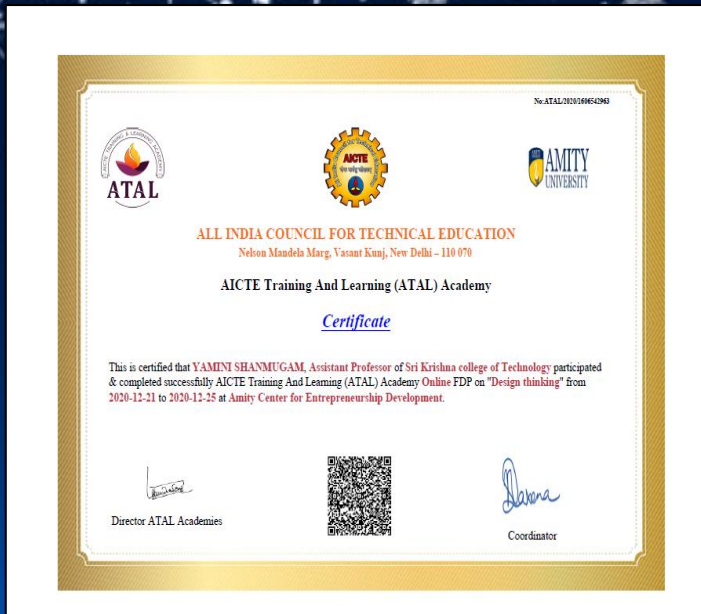 No:ATAL/2020/1606542963
AICTE TRAINING & LEARNING ACADEMY
ATAL
AICTE
AMITY
UNIVERSITY
ALL INDIA COUNCIL FOR TECHNICAL EDUCATION
Nelson Mandela Marg, Vasant Kunj, New Delhi – 110 070
AICTE Training And Learning (ATAL) Academy
Certificate
This is certified that YAMINI SHANMUGAM, Assistant Professor of Sri Krishna college of Technology participated
& completed successfully AICTE Training And Learning (ATAL) Academy Online FDP on "Design thinking" from
2020-12-21 to 2020-12-25 at Amity Center for Entrepreneurship Development.
Director ATAL Academies
Coordinator